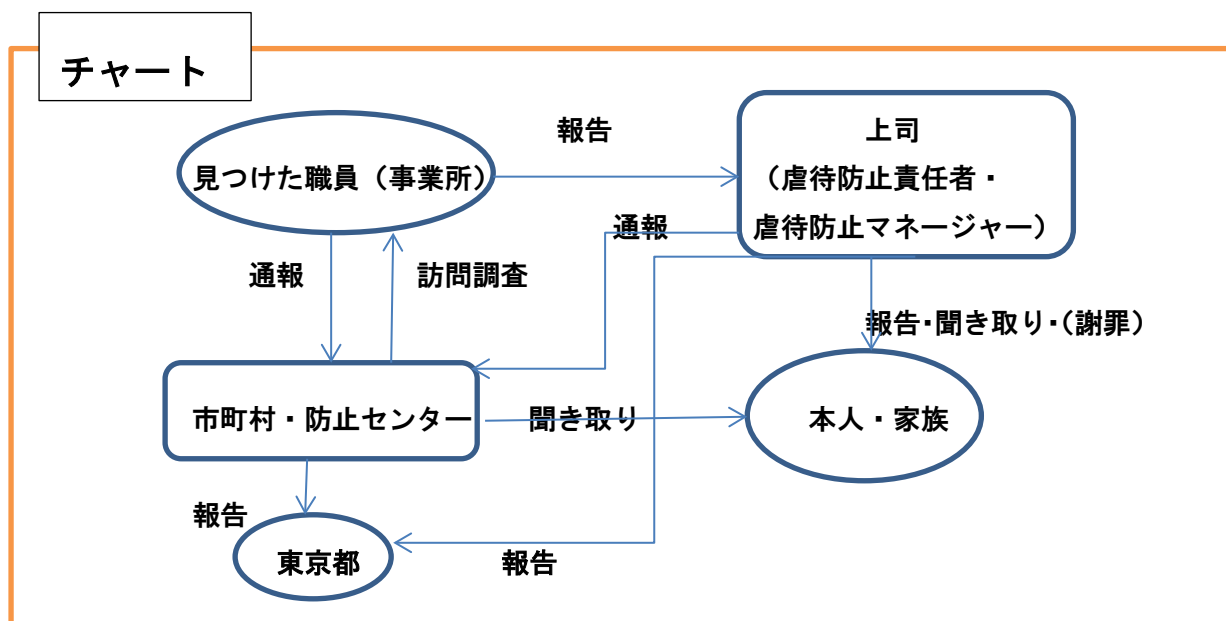 チャート
報告
上司
見つけた職員（事業所）
（虐待防止責任者・
虐待防止マネージャー）
通報
通報
訪問調査
報告・聞き取り・（謝罪）
市町村・防止センター
聞き取り
本人・家族
報告
東京都
報告